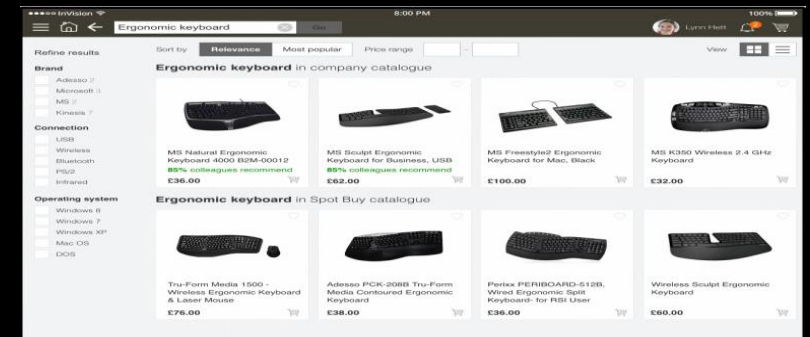 InVision
8:00 PM
100%
Ergonomic keyboard
Go
Lynn Hett
Refine results
Sort by Relevance Most popular Price range - View
Brand
Adesso 2
Microsoft
MS
Kinesis 7
Connection
USB
Wireless
Bluetooth
PS/2
Infrared
Operating system
Windows 8
Windows 7
Windows XP
Mac OS
DOS
Ergonomic keyboard in company catalogue
MS Natural Ergonomic
Keyboard 4000 B2M-00012
85% colleagues recommend
£36.00
MS Sculpt Ergonomic
Keyboard for Business, USB
85% colleagues recommend
£62.00
MS Freestyle2 Ergonomic
Keyboard for Mac, Black
£100.00
MS K350 Wireless 2.4 GHz
Keyboard
£32.00
Ergonomic keyboard in Spot Buy catalogue
Tru-Form Media 1500 -
Wireless Ergonomic Keyboard
& Laser Mouse
£76.00
Adesso PCK-208B Tru-Form
Media Contoured Ergonomic
Keyboard
£38.00
Perixx PERIBOARD-512B,
Wired Ergonomic Split
Keyboard- for RSI User
£36.00
Wireless Sculpt Ergonomic
Keyboard
£60.00